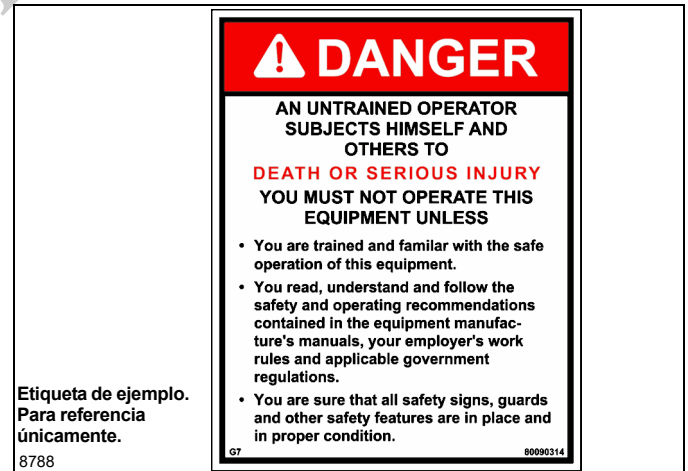 DANGER
AN UNTRAINED OPERATOR
SUBJECTS HIMSELF AND
OTHERS TO
DEATH OR SERIOUS INJURY
YOU MUST NOT OPERATE THIS
EQUIPMENT UNLESS
• You are trained and familar with the safe
operation of this equipment.
• You read, understand and follow the
safety and operating recommendations
contained in the equipment manufac-
ture's manuals, your employer's work
rules and applicable government
regulations.
• You are sure that all safety signs, guards
and other safety features are in place and
in proper condition.
G7 80090314
Etiqueta de ejemplo.
Para referencia
únicamente.
8788